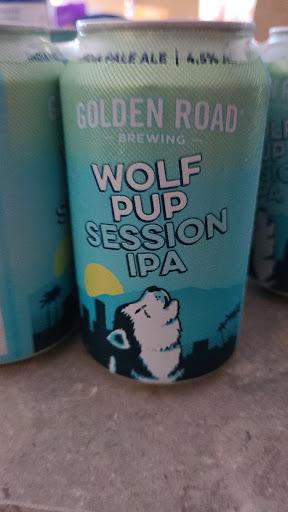 PALE ALE | 4.5%
GOLDEN ROAD
BREWING
WOLF
PUP
SESSION
IPA